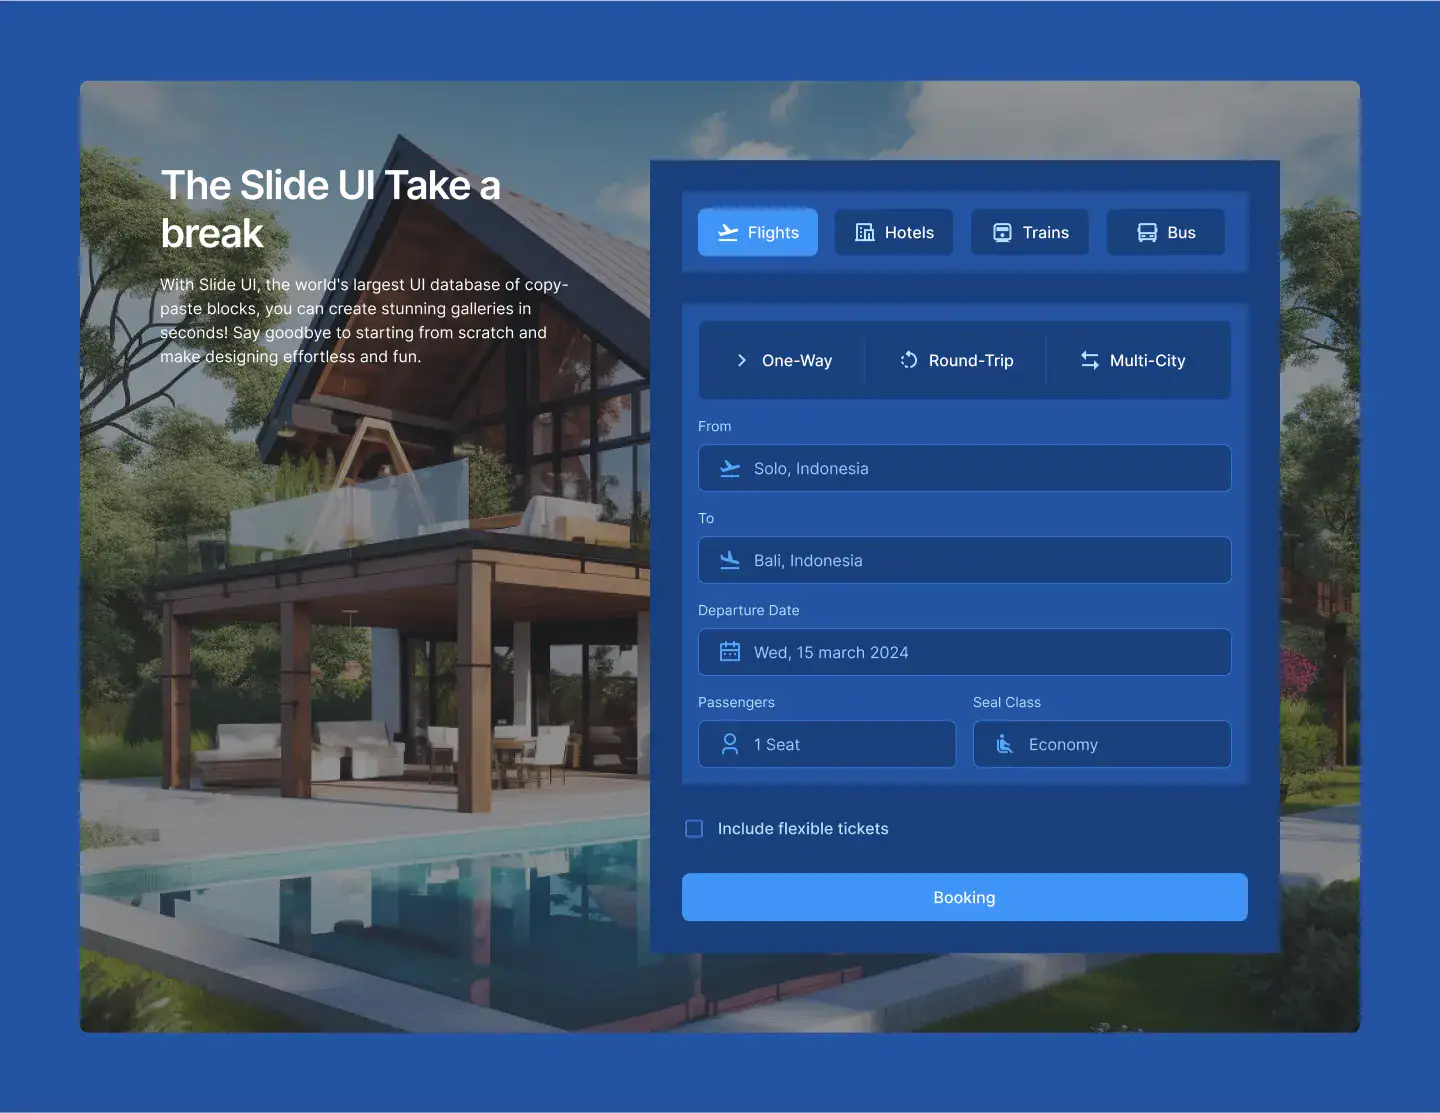 The Slide UI Take a
break
With Slide UI, the world's largest UI database of copy-
paste blocks, you can create stunning galleries in
seconds! Say goodbye to starting from scratch and
make designing effortless and fun.
Flights Hotels Trains Bus
One-Way Round-Trip Multi-City
From
Solo, Indonesia
To
Bali, Indonesia
Departure Date
Wed, 15 march 2024
Passengers Seal Class
1 Seat Economy
Include flexible tickets
Booking